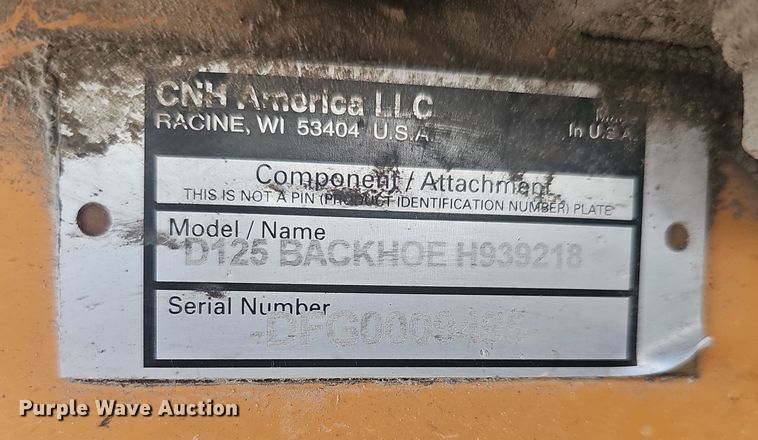 CNH America LLC
RACINE, WI 53404 U.S.A.
Made
In U.S.A.
Component / Attachment
THIS IS NOT A PIN (PRODUCT IDENTIFICATION NUMBER) PLATE
Model / Name
D125 BACKHOE H939218
Serial Number
Purple Wave Auction